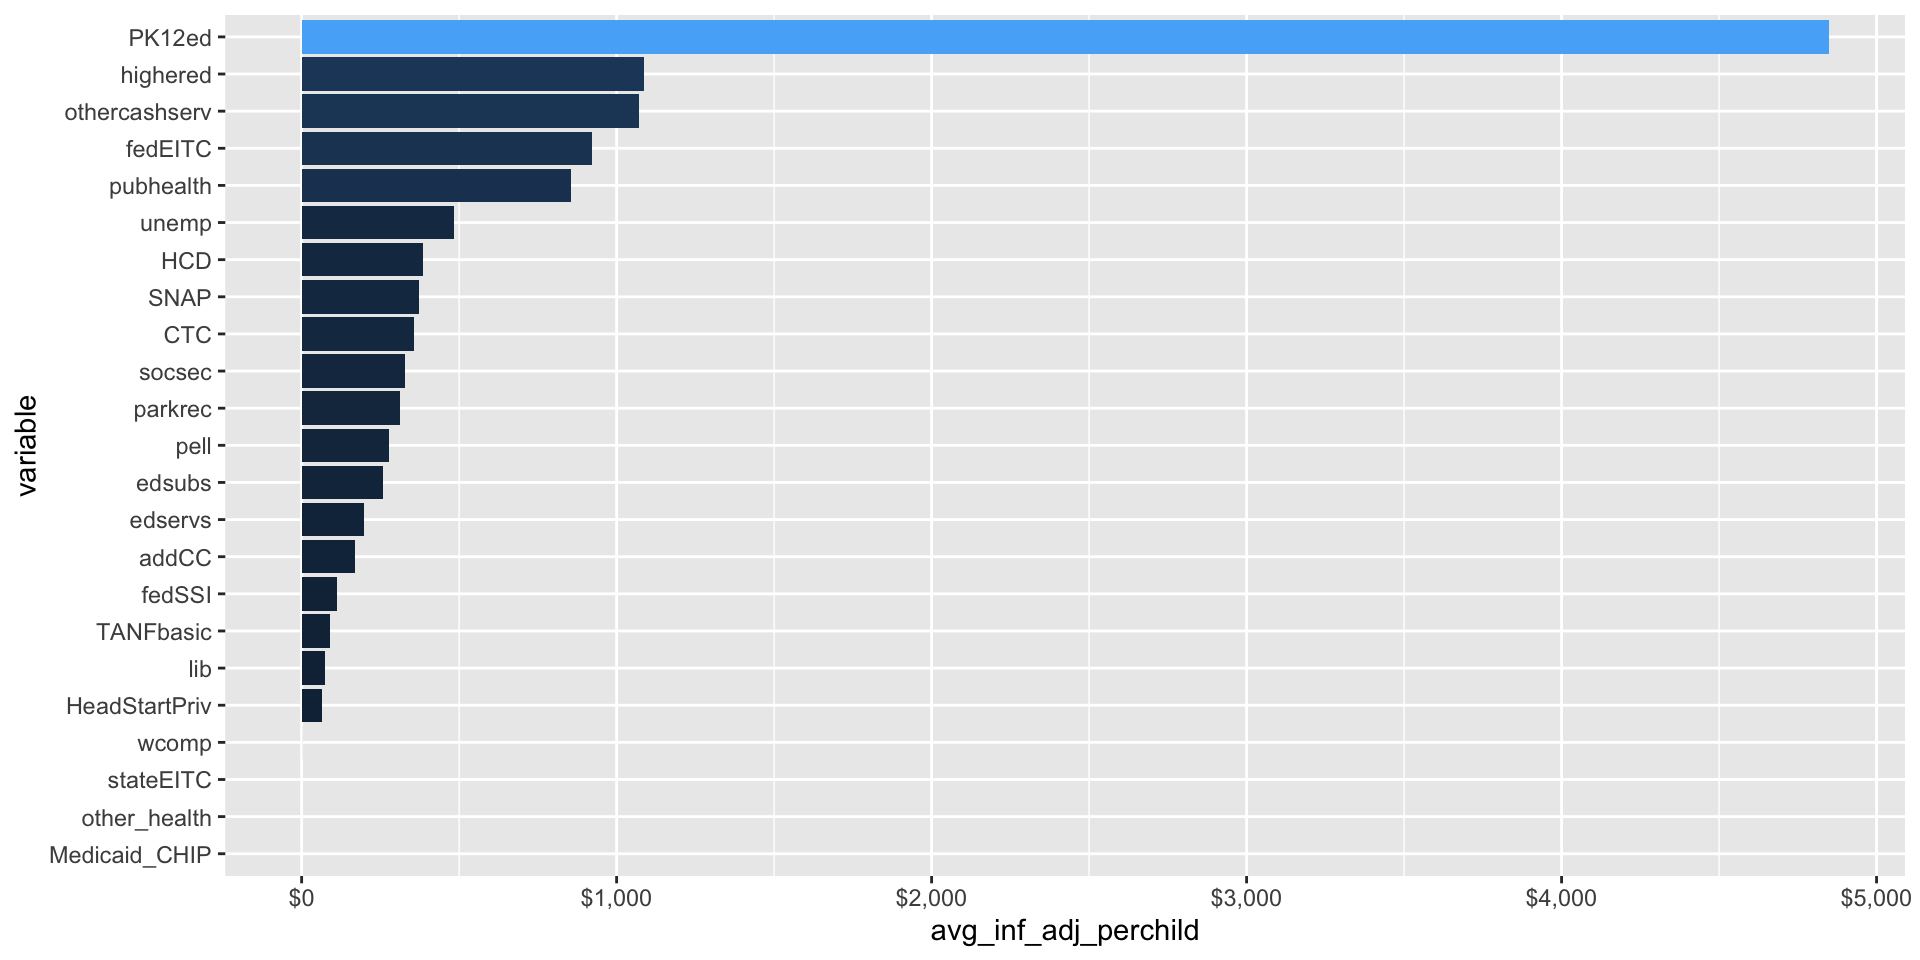 PK12ed
highered
othercashserv
fedEITC
pubhealth
unemp
HCD
SNAP
CTC
socsec
parkrec
pell
edsubs
edservs
addCC
fedSSI
TANFbasic
lib
HeadStartPriv
wcomp
stateEITC
other_health
Medicaid_CHIP
variable
$0 $1,000 $2,000 $3,000 $4,000 $5,000
avg_inf_adj_perchild